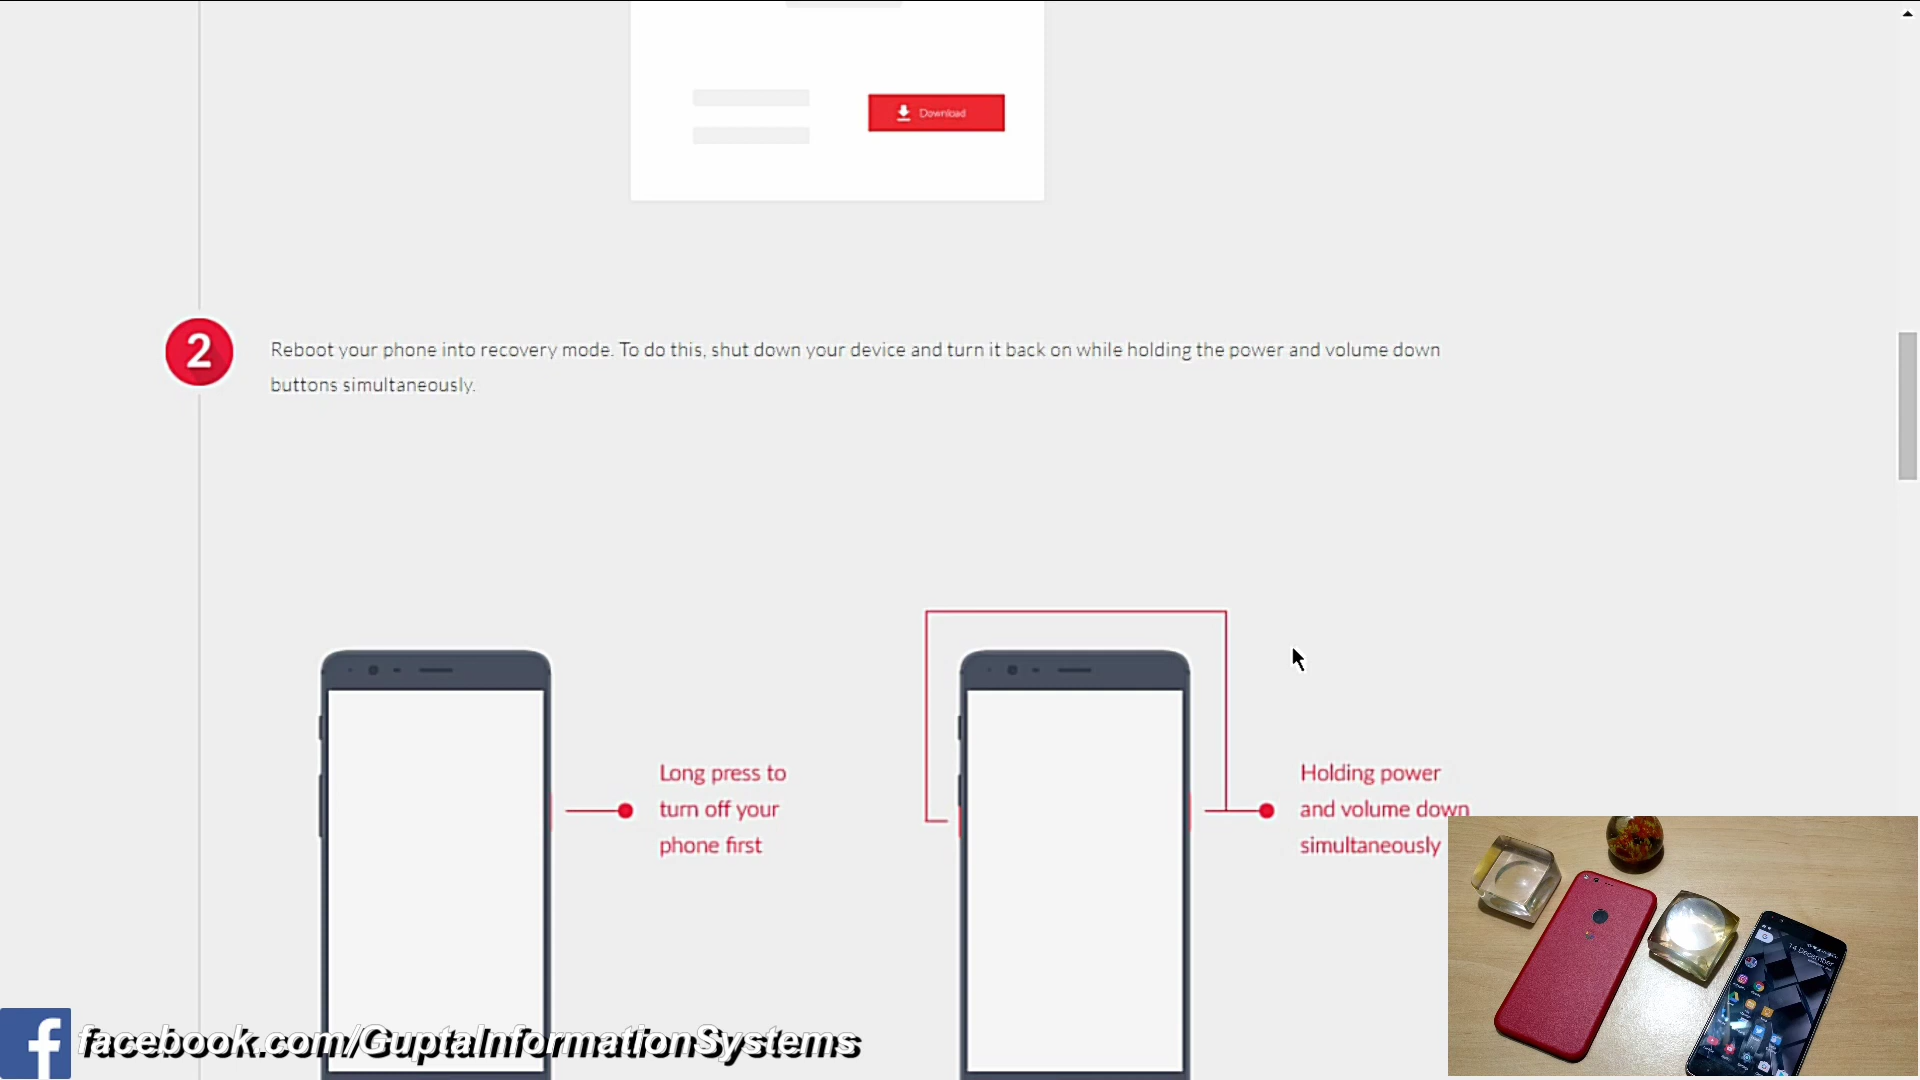 Download
2
Reboot your phone into recovery mode. To do this, shut down your device and turn it back on while holding the power and volume down
buttons simultaneously.
Long press to
turn off your
phone first
Holding power
and volume down
simultaneously
14 December
f facebook.com/GuptaInformationSystems